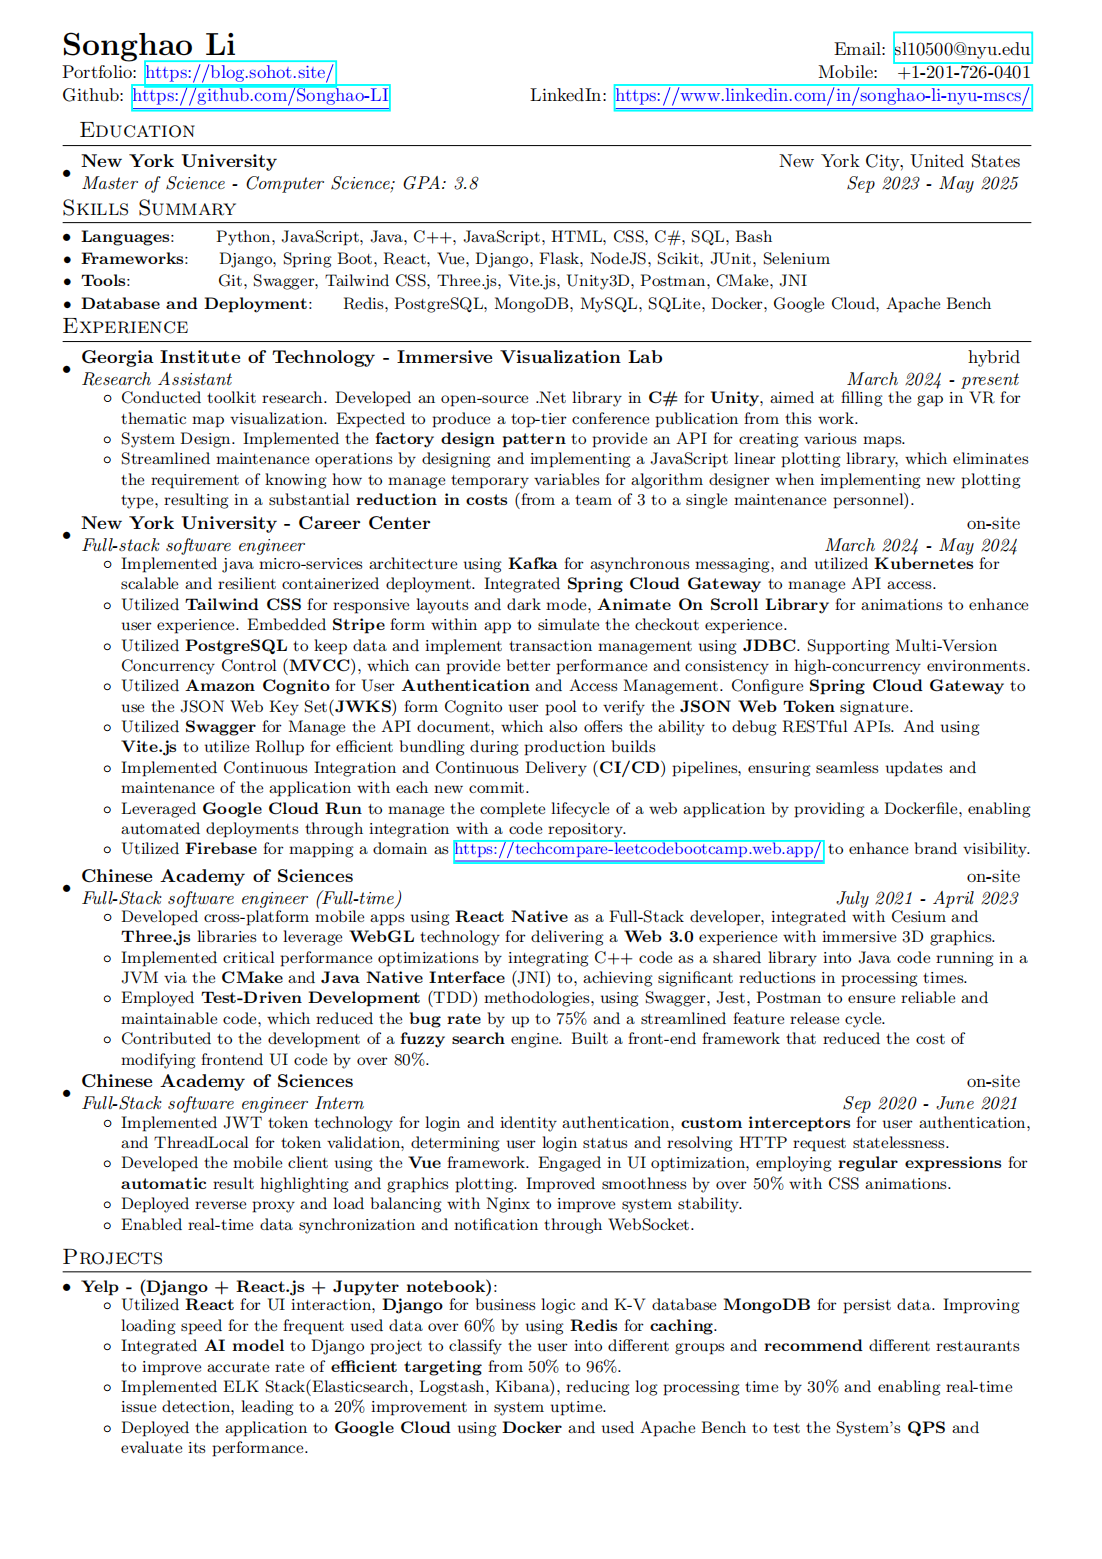 Songhao Li
Email: sl10500@nyu.edu
Portfolio: https://blog.sohot.site/
Mobile: +1-201-726-0401
Github: https://github.com/Songhao-LI
LinkedIn: https://www.linkedin.com/in/songhao-li-nyu-mscs/
Education
• New York University
New York City, United States
Master of Science - Computer Science; GPA: 3.8
Sep 2023 - May 2025
Skills Summary
• Languages: Python, JavaScript, Java, C++, JavaScript, HTML, CSS, C#, SQL, Bash
• Frameworks: Django, Spring Boot, React, Vue, Django, Flask, NodeJS, Scikit, JUnit, Selenium
• Tools: Git, Swagger, Tailwind CSS, Three.js, Vite.js, Unity3D, Postman, CMake, JNI
• Database and Deployment: Redis, PostgreSQL, MongoDB, MySQL, SQLite, Docker, Google Cloud, Apache Bench
Experience
• Georgia Institute of Technology - Immersive Visualization Lab
hybrid
Research Assistant
March 2024 - present
◦ Conducted toolkit research. Developed an open-source .Net library in C# for Unity, aimed at filling the gap in VR for
thematic map visualization. Expected to produce a top-tier conference publication from this work.
◦ System Design. Implemented the factory design pattern to provide an API for creating various maps.
◦ Streamlined maintenance operations by designing and implementing a JavaScript linear plotting library, which eliminates
the requirement of knowing how to manage temporary variables for algorithm designer when implementing new plotting
type, resulting in a substantial reduction in costs (from a team of 3 to a single maintenance personnel).
• New York University - Career Center
on-site
Full-stack software engineer
March 2024 - May 2024
◦ Implemented java micro-services architecture using Kafka for asynchronous messaging, and utilized Kubernetes for
scalable and resilient containerized deployment. Integrated Spring Cloud Gateway to manage API access.
◦ Utilized Tailwind CSS for responsive layouts and dark mode, Animate On Scroll Library for animations to enhance
user experience. Embedded Stripe form within app to simulate the checkout experience.
◦ Utilized PostgreSQL to keep data and implement transaction management using JDBC. Supporting Multi-Version
Concurrency Control (MVCC), which can provide better performance and consistency in high-concurrency environments.
◦ Utilized Amazon Cognito for User Authentication and Access Management. Configure Spring Cloud Gateway to
use the JSON Web Key Set(JWKS) form Cognito user pool to verify the JSON Web Token signature.
◦ Utilized Swagger for Manage the API document, which also offers the ability to debug RESTful APIs. And using
Vite.js to utilize Rollup for efficient bundling during production builds
◦ Implemented Continuous Integration and Continuous Delivery (CI/CD) pipelines, ensuring seamless updates and
maintenance of the application with each new commit.
◦ Leveraged Google Cloud Run to manage the complete lifecycle of a web application by providing a Dockerfile, enabling
automated deployments through integration with a code repository.
◦ Utilized Firebase for mapping a domain as https://techcompare-leetcodebootcamp.web.app/ to enhance brand visibility.
• Chinese Academy of Sciences
on-site
Full-Stack software engineer (Full-time)
July 2021 - April 2023
◦ Developed cross-platform mobile apps using React Native as a Full-Stack developer, integrated with Cesium and
Three.js libraries to leverage WebGL technology for delivering a Web 3.0 experience with immersive 3D graphics.
◦ Implemented critical performance optimizations by integrating C++ code as a shared library into Java code running in a
JVM via the CMake and Java Native Interface (JNI) to, achieving significant reductions in processing times.
◦ Employed Test-Driven Development (TDD) methodologies, using Swagger, Jest, Postman to ensure reliable and
maintainable code, which reduced the bug rate by up to 75% and a streamlined feature release cycle.
◦ Contributed to the development of a fuzzy search engine. Built a front-end framework that reduced the cost of
modifying frontend UI code by over 80%.
• Chinese Academy of Sciences
on-site
Full-Stack software engineer Intern
Sep 2020 - June 2021
◦ Implemented JWT token technology for login and identity authentication, custom interceptors for user authentication,
and ThreadLocal for token validation, determining user login status and resolving HTTP request statelessness.
◦ Developed the mobile client using the Vue framework. Engaged in UI optimization, employing regular expressions for
automatic result highlighting and graphics plotting. Improved smoothness by over 50% with CSS animations.
◦ Deployed reverse proxy and load balancing with Nginx to improve system stability.
◦ Enabled real-time data synchronization and notification through WebSocket.
Projects
• Yelp - (Django + React.js + Jupyter notebook):
◦ Utilized React for UI interaction, Django for business logic and K-V database MongoDB for persist data. Improving
loading speed for the frequent used data over 60% by using Redis for caching.
◦ Integrated AI model to Django project to classify the user into different groups and recommend different restaurants
to improve accurate rate of efficient targeting from 50% to 96%.
◦ Implemented ELK Stack(Elasticsearch, Logstash, Kibana), reducing log processing time by 30% and enabling real-time
issue detection, leading to a 20% improvement in system uptime.
◦ Deployed the application to Google Cloud using Docker and used Apache Bench to test the System's QPS and
evaluate its performance.